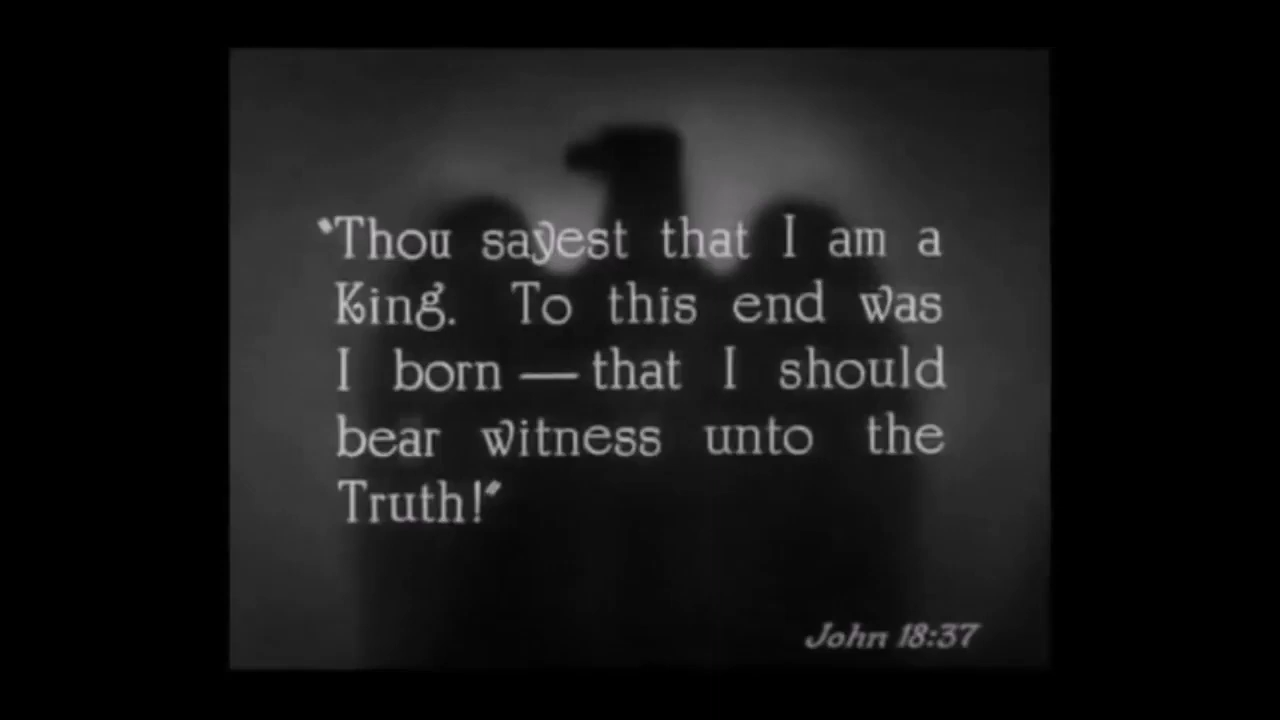 "Thou sayest that I am a
King. To this end was
I born — that I should
bear witness unto the
Truth!"
John 18:37